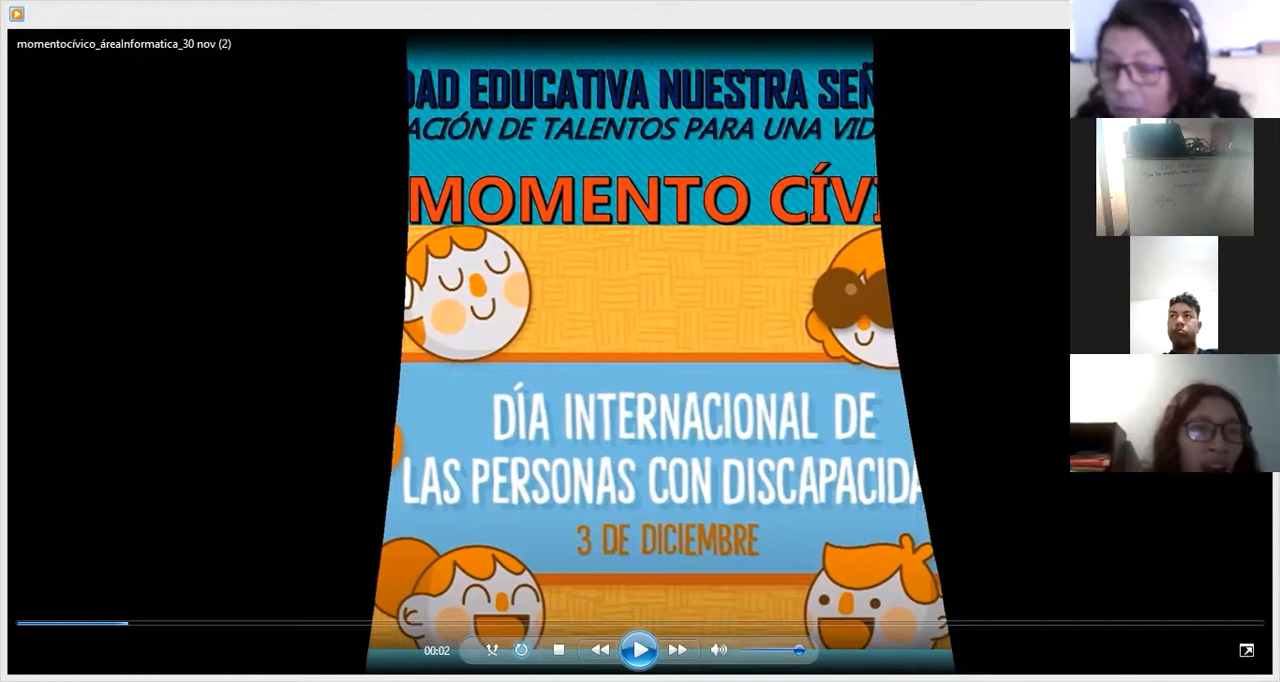 momentocívico_áreaInformatica_30 nov (2)
DAD EDUCATIVA NUESTRA SEÑ
ACIÓN DE TALENTOS PARA UNA VID
MOMENTO CÍVI
DÍA INTERNACIONAL DE
LAS PERSONAS CON DISCAPACIDA
3 DE DICIEMBRE
00:02